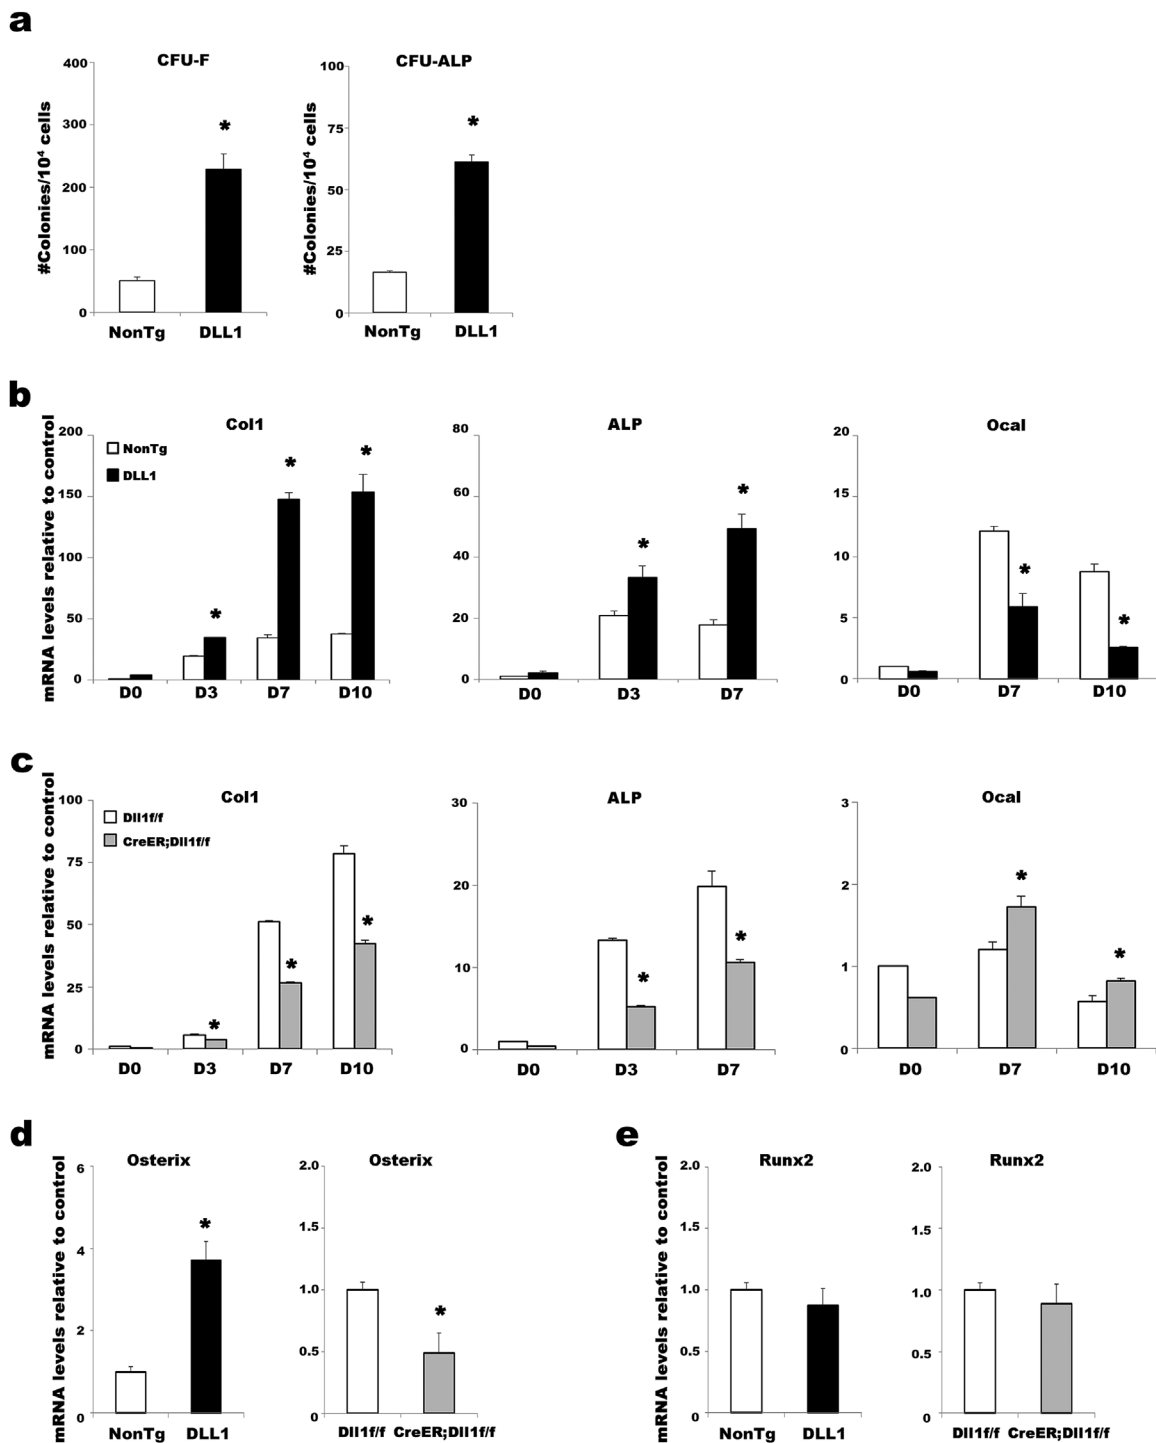 a
CFU-F
#Colonies/10⁴ cells
400
300
200
100
0
*
NonTg DLL1
CFU-ALP
#Colonies/10⁴ cells
100
75
50
25
0
*
NonTg DLL1
b
mRNA levels relative to control
Col1
200
150
100
50
0
NonTg
DLL1
* * *
D0 D3 D7 D10
ALP
80
60
40
20
0
* *
D0 D3 D7
Ocal
20
15
10
5
0
* *
D0 D7 D10
c
mRNA levels relative to control
Col1
100
75
50
25
0
Dll1f/f
CreER;Dll1f/f
* * *
D0 D3 D7 D10
ALP
30
20
10
0
* *
D0 D3 D7
Ocal
3
2
1
0
* *
D0 D7 D10
d
mRNA levels relative to control
Osterix
6
4
2
0
*
NonTg DLL1
Osterix
2.0
1.5
1.0
0.5
0
*
Dll1f/f CreER;Dll1f/f
e
mRNA levels relative to control
Runx2
2.0
1.5
1.0
0.5
0
NonTg DLL1
Runx2
2.0
1.5
1.0
0.5
0
Dll1f/f CreER;Dll1f/f